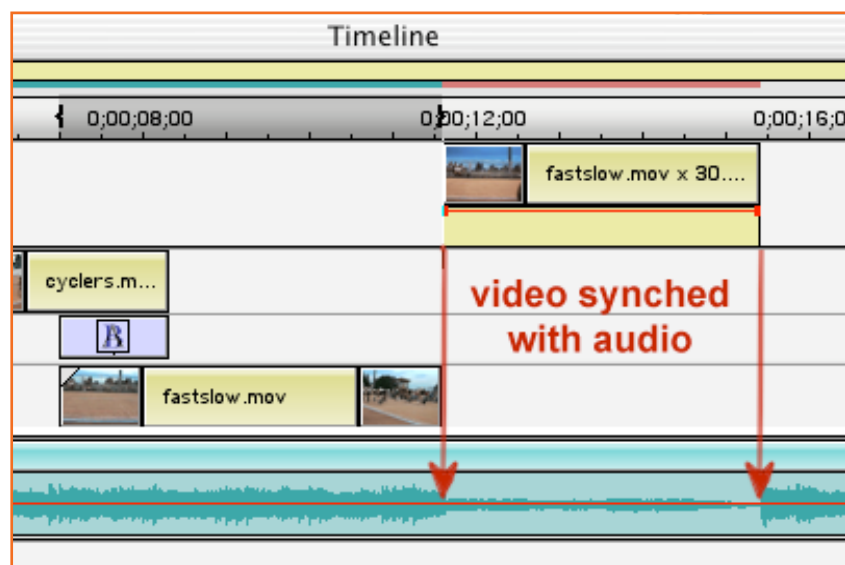 Timeline
0;00;08;00
0;00;12;00
0;00;16;0
fastslow.mov x 30....
cyclers.m...
video synched
with audio
B
fastslow.mov